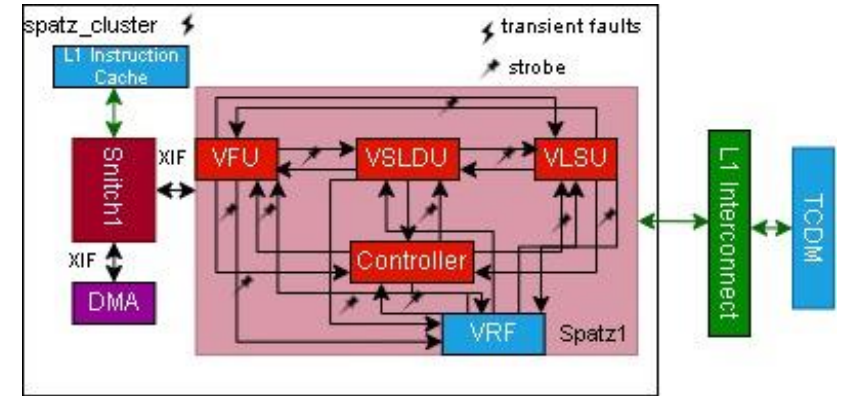 spatz_cluster
transient faults
strobe
L1 Instruction
Cache
XIF
VFU
VSLDU
VLSU
Snitch1
L1 Interconnect
TCDM
XIF
Controller
DMA
VRF
Spatz1